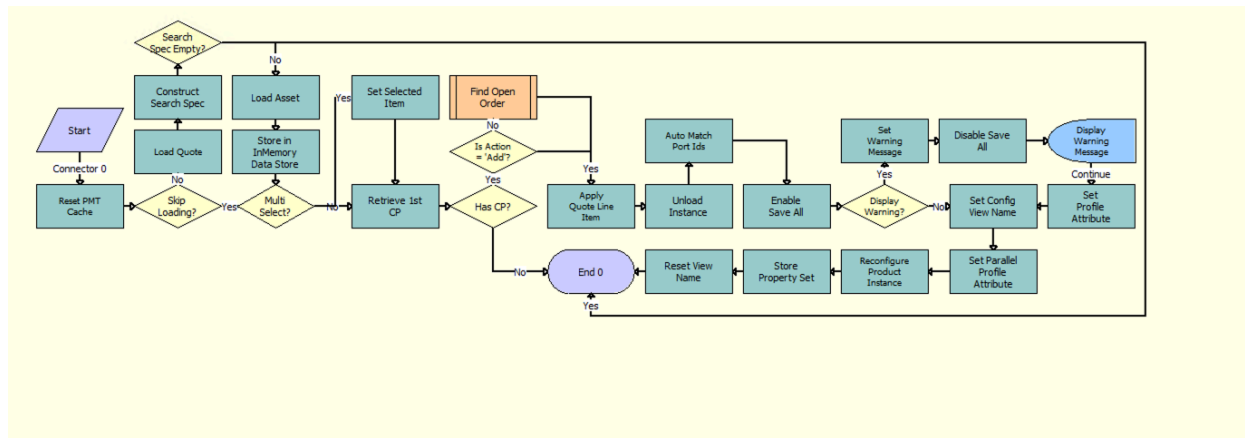 Search
Spec Empty?
No
Construct
Search Spec
Load Asset
Yes
Set Selected
Item
Find Open
Order
Start
Load Quote
Store in
InMemory
Data Store
No
Is Action
= 'Add'?
Auto Match
Port Ids
Set
Warning
Message
Disable Save
All
Display
Warning
Message
Connector 0
No
Yes
Yes
Yes
Continue
Reset PMT
Cache
Skip
Loading?
Yes
Multi
Select?
No
Retrieve 1st
CP
Has CP?
Apply
Quote Line
Item
Unload
Instance
Enable
Save All
Display
Warning?
No
Set Config
View Name
Set
Profile
Attribute
No
End 0
Reset View
Name
Store
Property Set
Reconfigure
Product
Instance
Set Parallel
Profile
Attribute
Yes